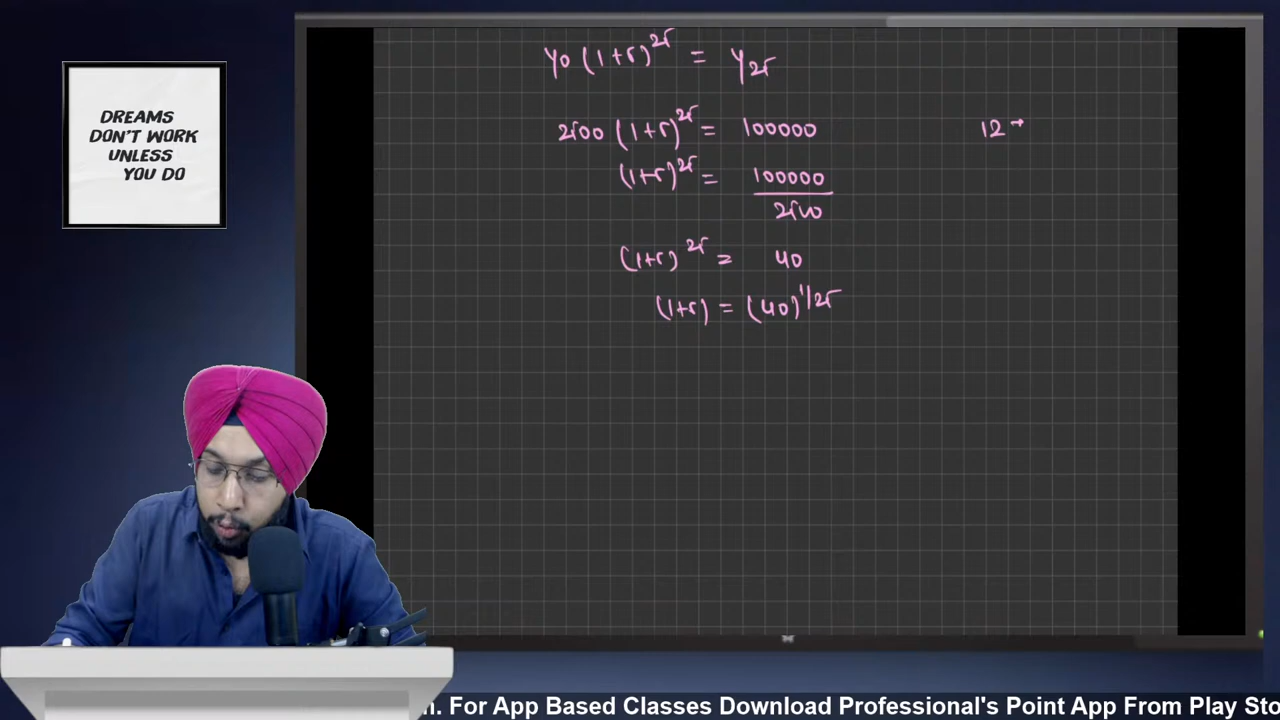 DREAMS
DON'T WORK
UNLESS
YOU DO
y₀ (1+r)²⁵ = y₂₅
2500 (1+r)²⁵ = 100000
12 →
(1+r)²⁵ = 100000
2500
(1+r)²⁵ = 40
(1+r) = (40)^1/25
n. For App Based Classes Download Professional's Point App From Play Sto